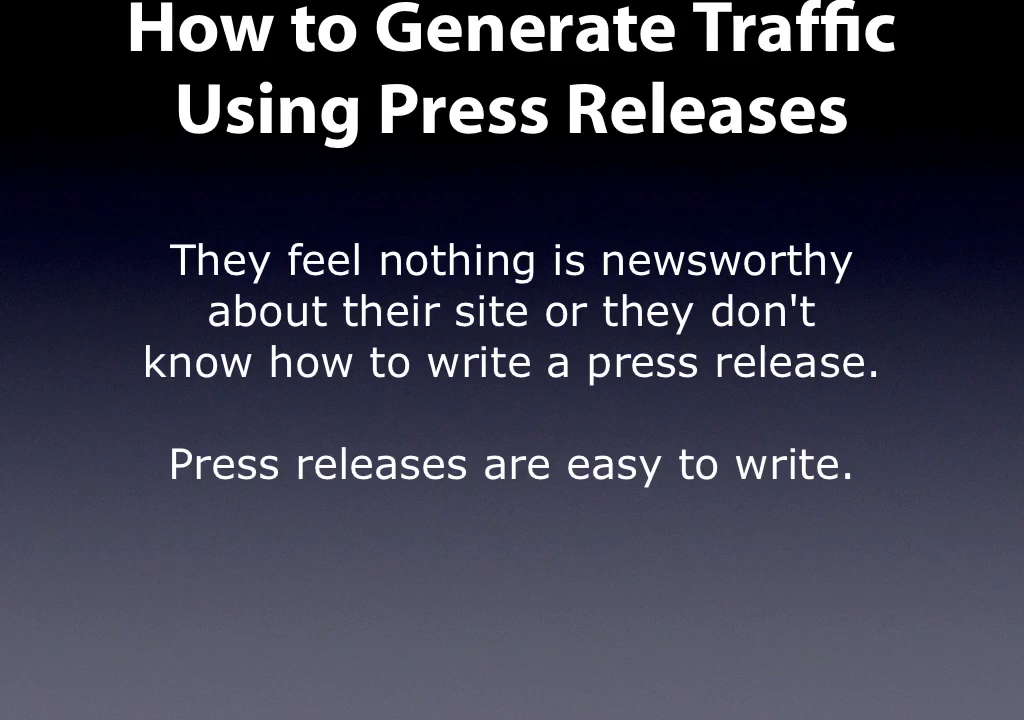 How to Generate Traffic
Using Press Releases
They feel nothing is newsworthy
about their site or they don't
know how to write a press release.
Press releases are easy to write.